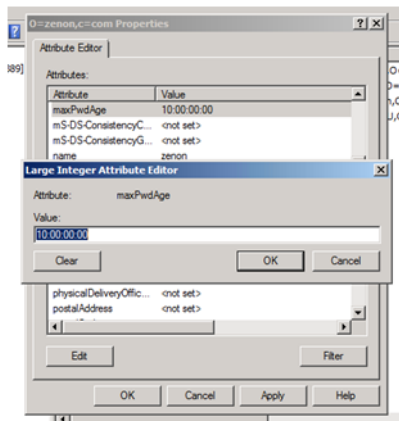 O=zenon,c=com Properties
Attribute Editor
389]
Attributes:
Attribute Value
maxPwdAge 10:00:00:00
mS-DS-ConsistencyC... <not set>
mS-DS-ConsistencyG... <not set>
name zenon
Large Integer Attribute Editor
Attribute: maxPwdAge
Value:
10:00:00:00
Clear OK Cancel
physicalDeliveryOffic... <not set>
postalAddress <not set>
Edit Filter
OK Cancel Apply Help